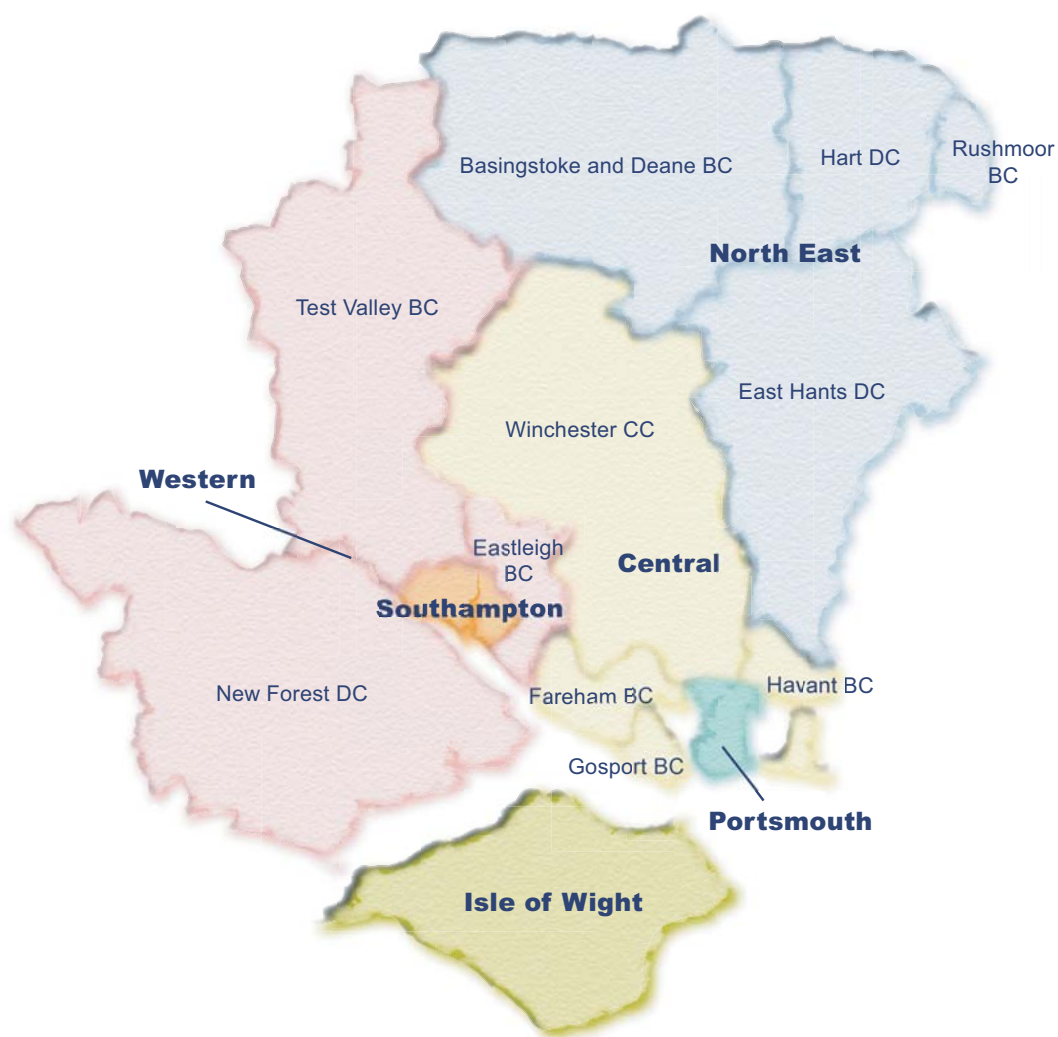 Basingstoke and Deane BC
Hart DC
Rushmoor
BC
North East
Test Valley BC
East Hants DC
Winchester CC
Western
Eastleigh
BC
Central
Southampton
New Forest DC
Fareham BC
Havant BC
Gosport BC
Portsmouth
Isle of Wight